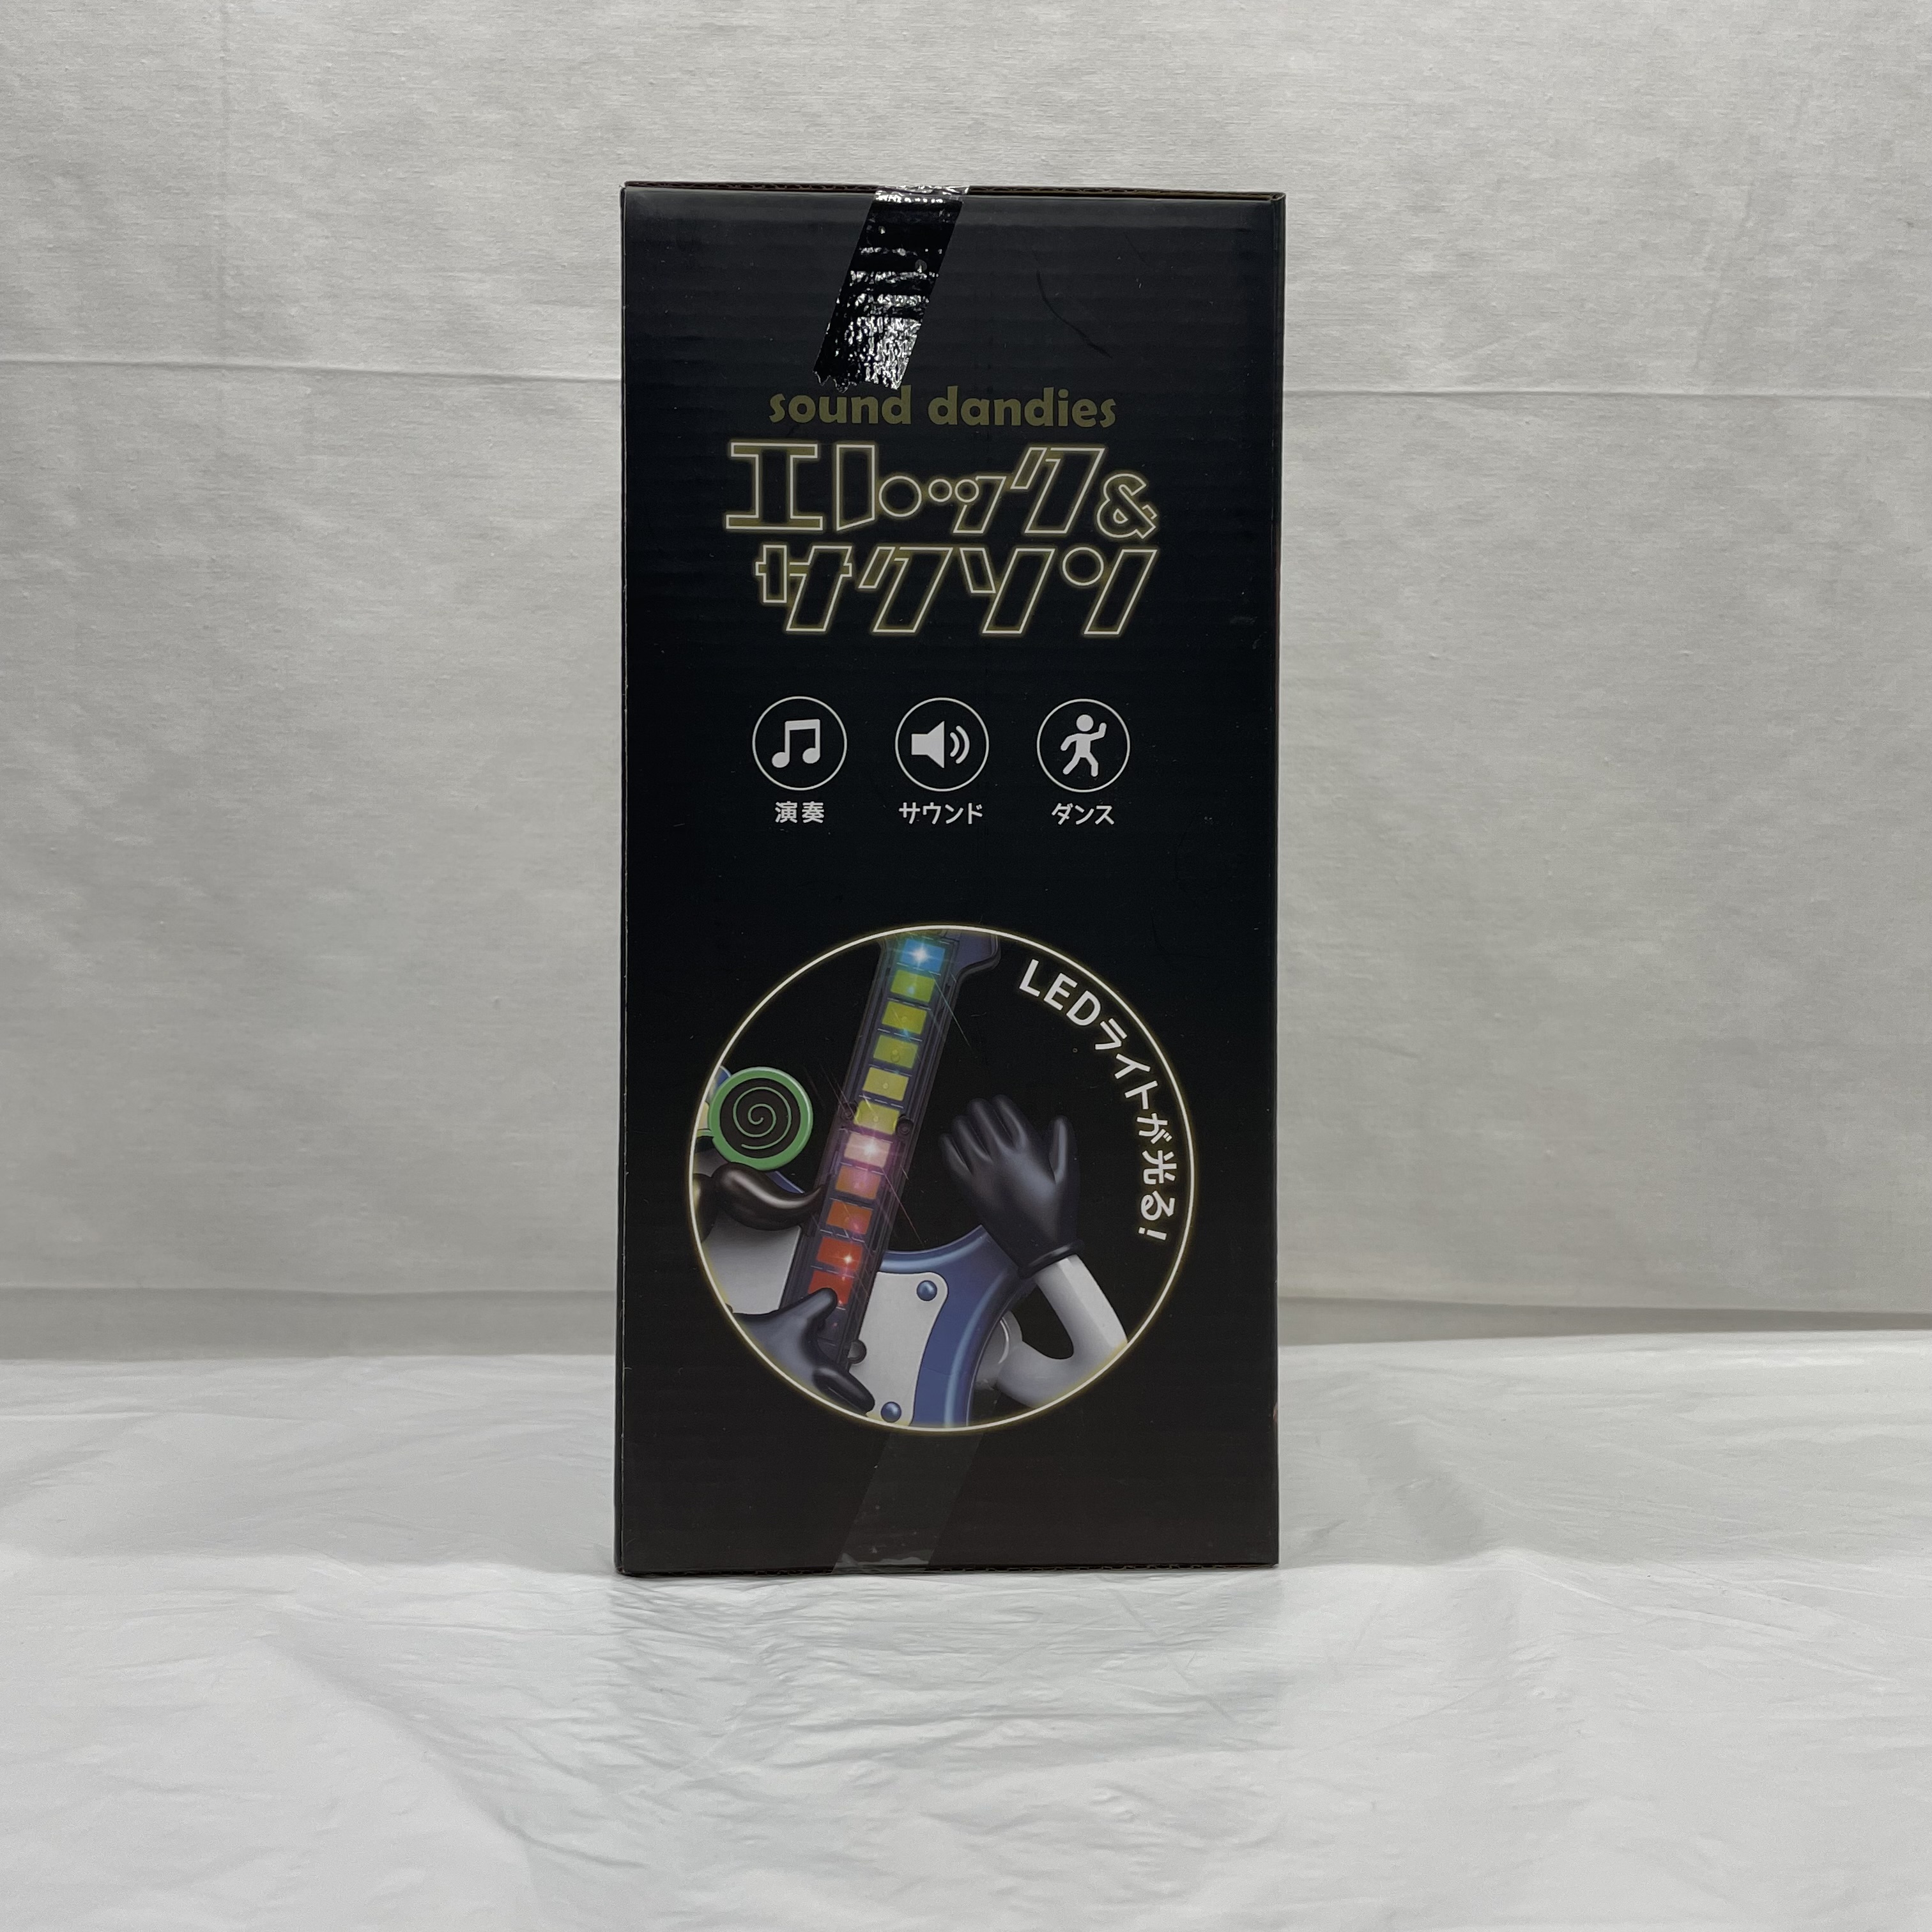 sound dandies
エレック&
サクソン
演奏
サウンド
ダンス
LEDライトが光る!